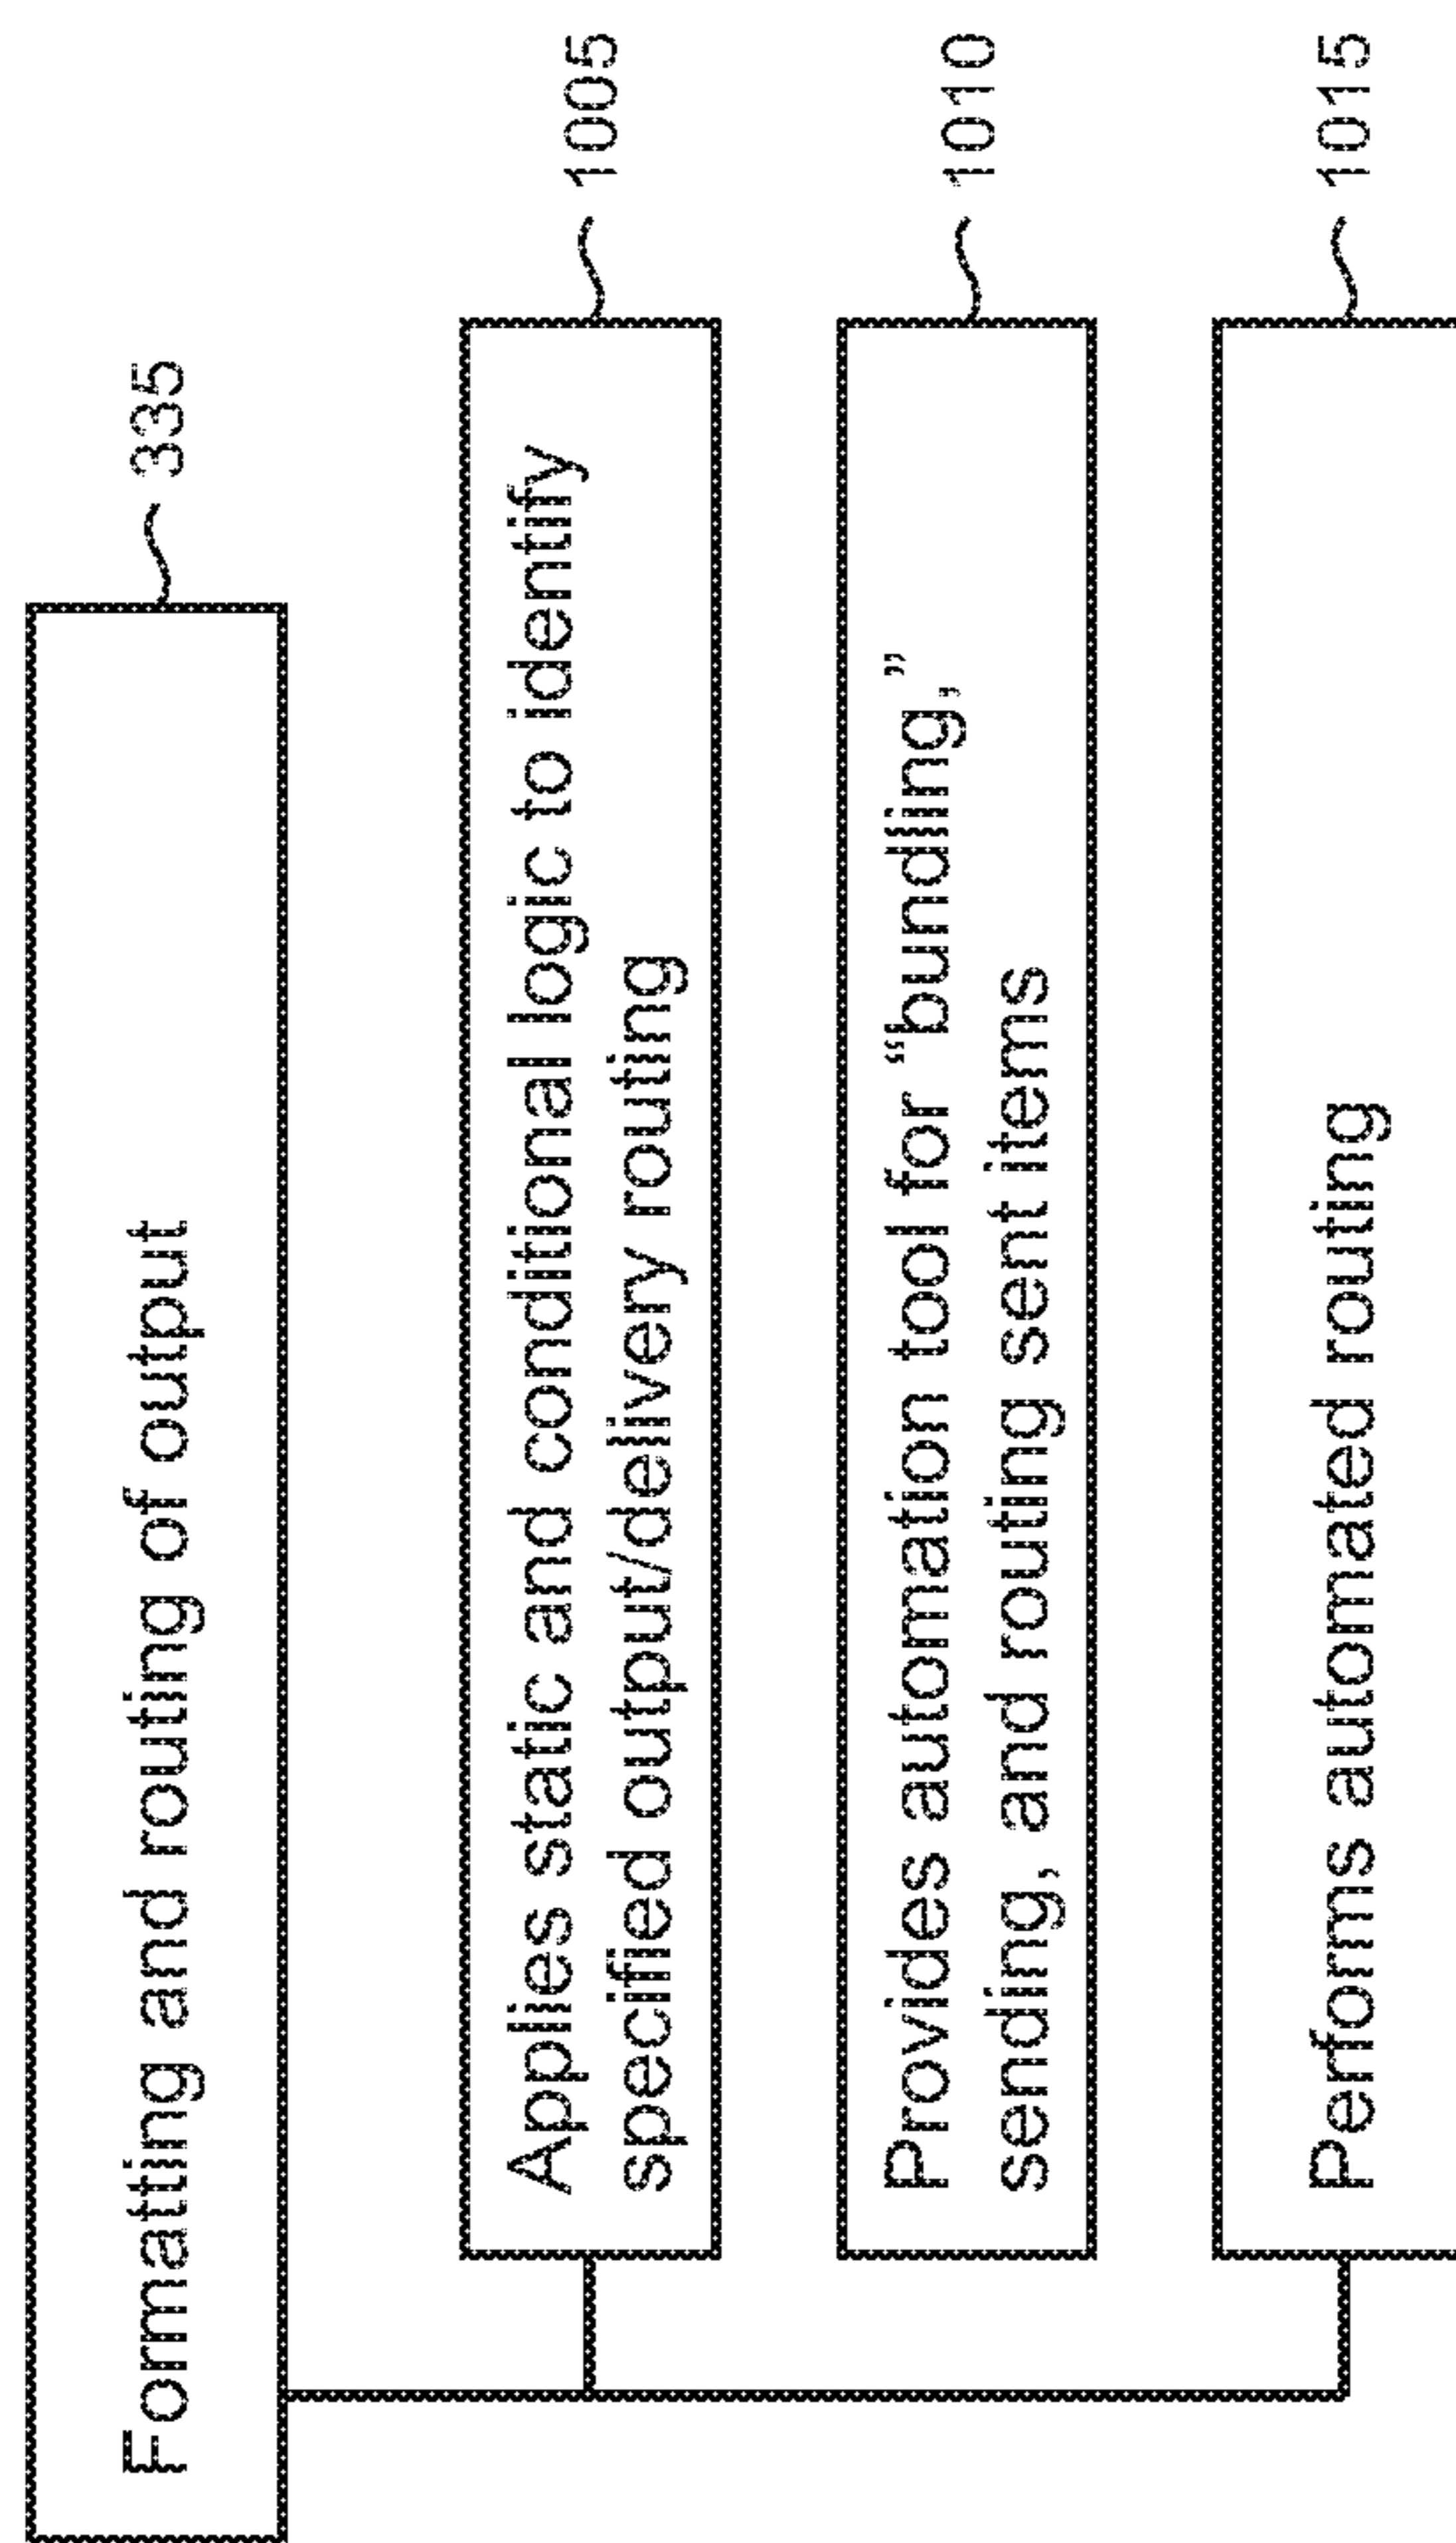 Formatting and routing of output
335
Applies static and conditional logic to identify
specified output/delivery routing
1005
Provides automation tool for “bundling,”
sending, and routing sent items
1010
Performs automated routing
1015